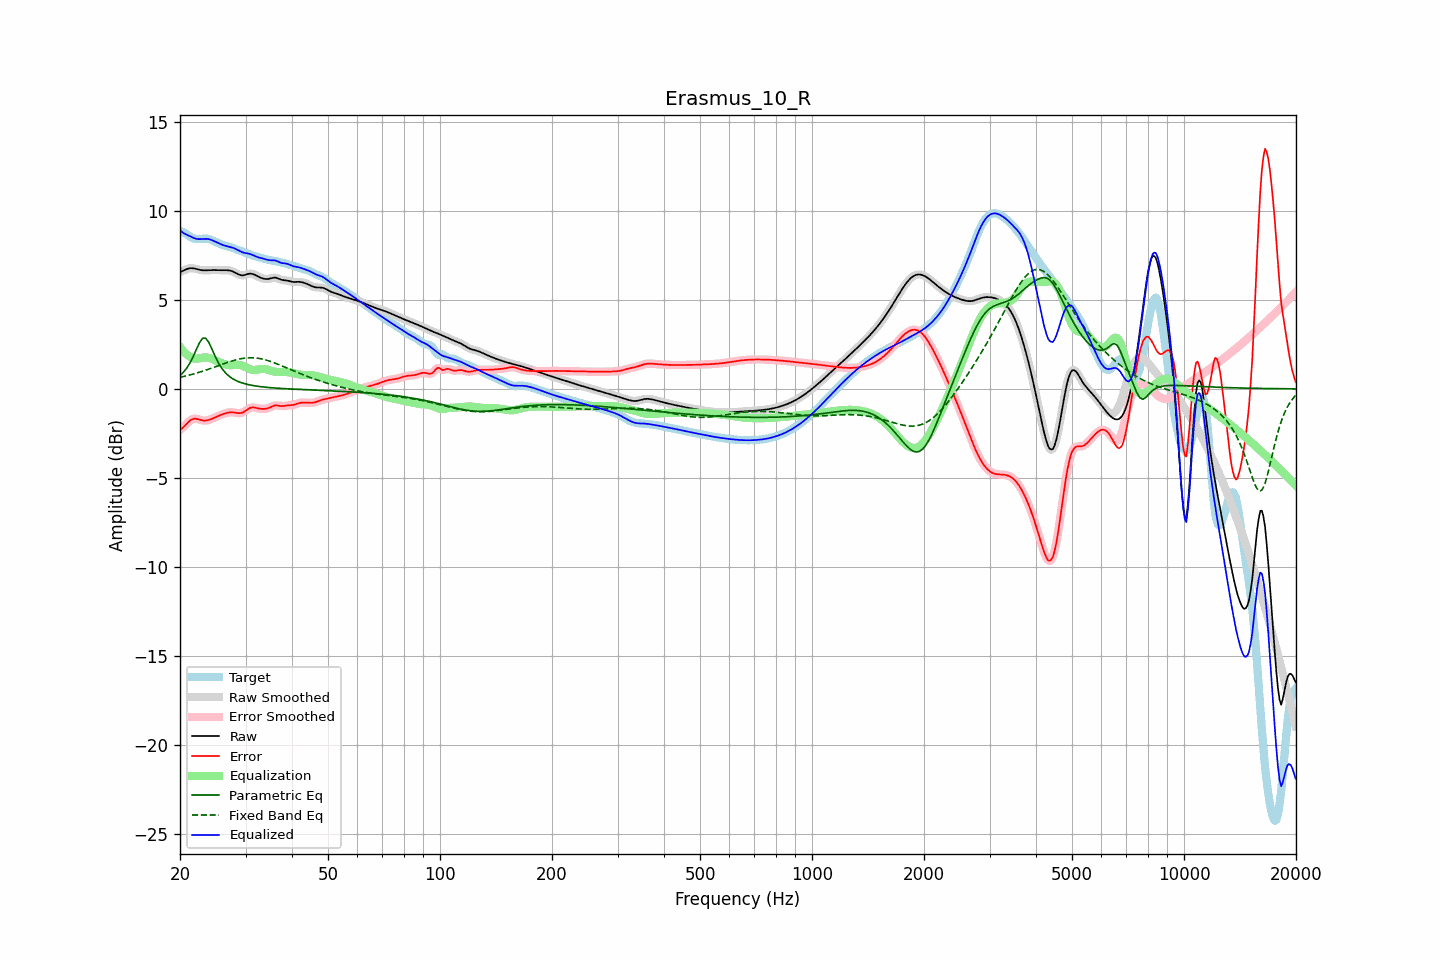 Erasmus_10_R
15
10
5
0
−5
−10
−15
−20
−25
Amplitude (dBr)
Target
Raw Smoothed
Error Smoothed
Raw
Error
Equalization
Parametric Eq
Fixed Band Eq
Equalized
20 50 100 200 500 1000 2000 5000 10000 20000
Frequency (Hz)